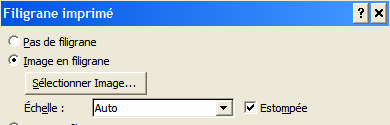 Filigrane imprimé
Pas de filigrane
Image en filigrane
Sélectionner Image...
Échelle : Auto Estompée